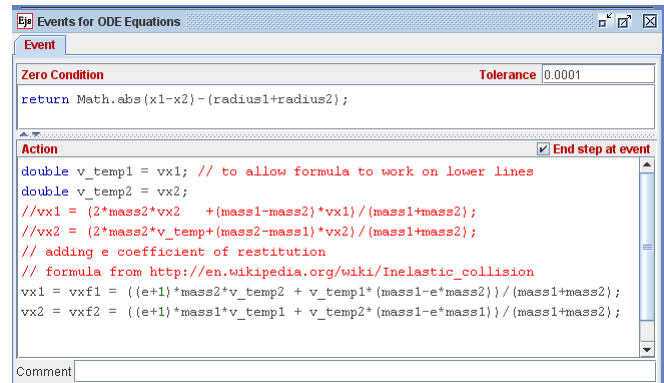 Ejs Events for ODE Equations
Event
Zero Condition Tolerance 0.0001
return Math.abs(x1-x2)-(radius1+radius2);
Action End step at event
double v_temp1 = vx1; // to allow formula to work on lower lines
double v_temp2 = vx2;
//vx1 = (2*mass2*vx2   +(mass1-mass2)*vx1)/(mass1+mass2);
//vx2 = (2*mass2*v_temp+(mass2-mass1)*vx2)/(mass1+mass2);
// adding e coefficient of restitution
// formula from http://en.wikipedia.org/wiki/Inelastic_collision
vx1 = vxf1 = ((e+1)*mass2*v_temp2 + v_temp1*(mass1-e*mass2))/(mass1+mass2);
vx2 = vxf2 = ((e+1)*mass1*v_temp1 + v_temp2*(mass1-e*mass1))/(mass1+mass2);
Comment